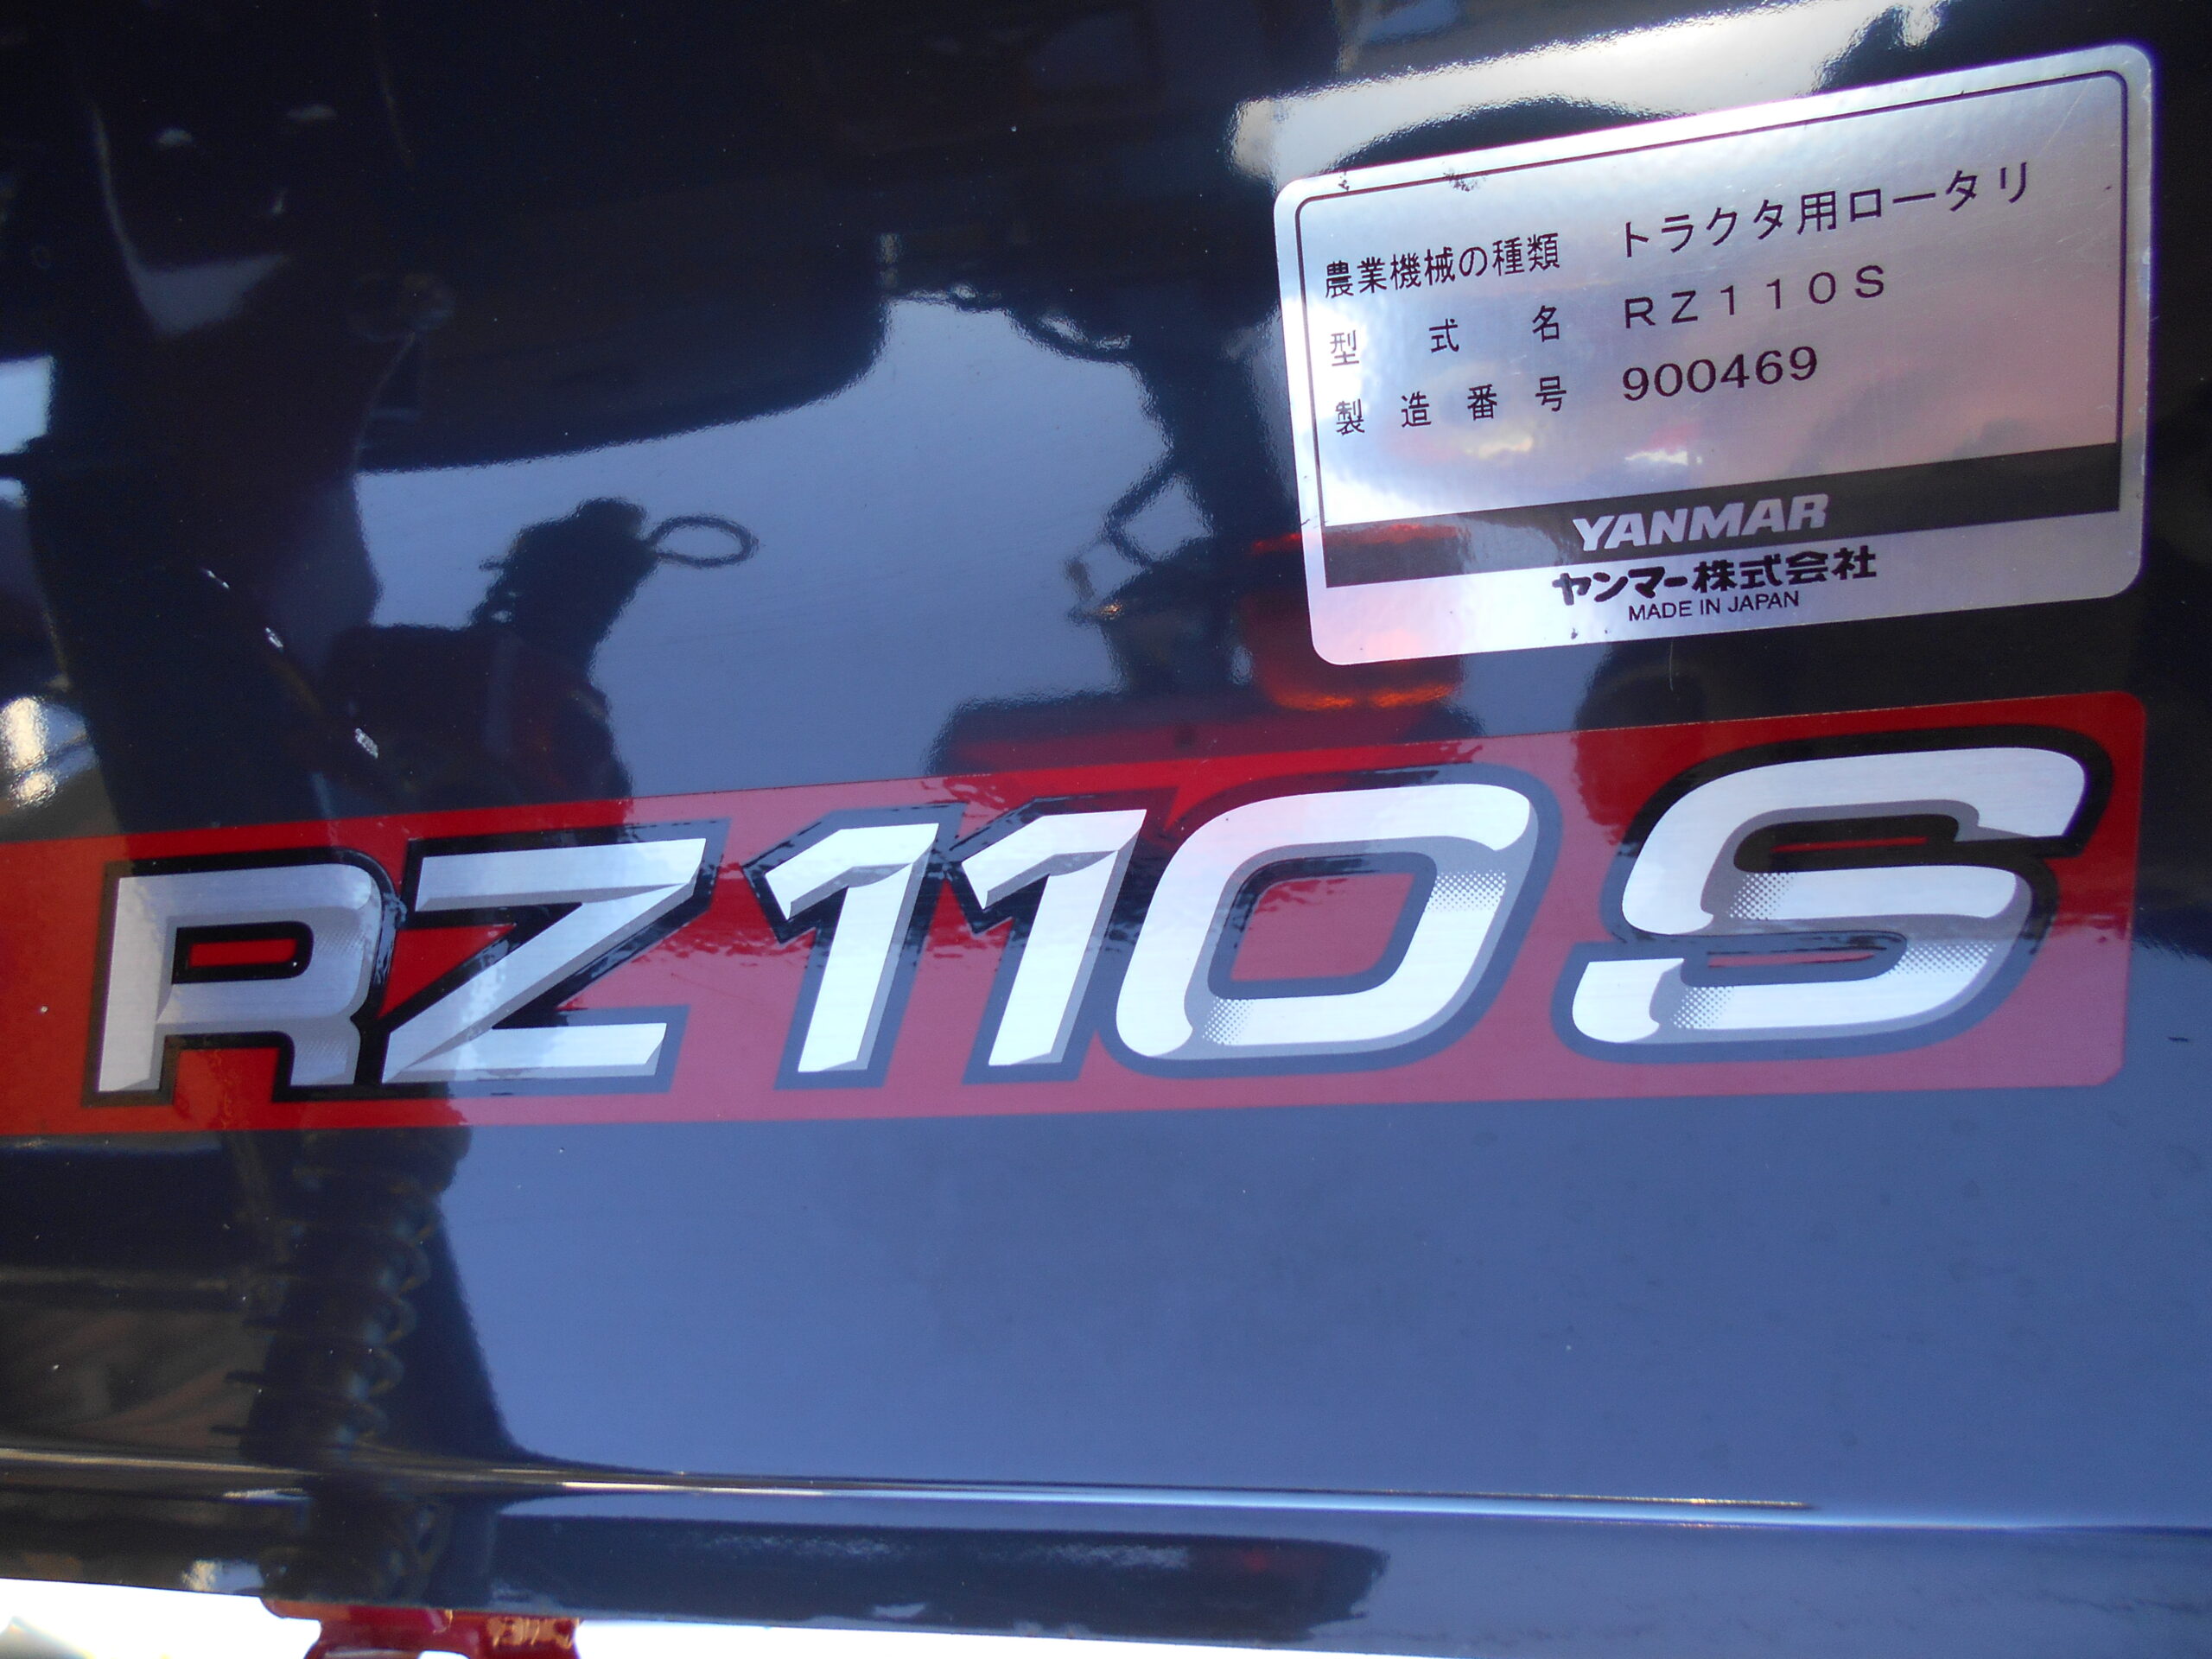 農業機械の種類 トラクタ用ロータリ
型式名 RZ110S
製造番号 900469
YANMAR
ヤンマー株式会社
MADE IN JAPAN
RZ110S